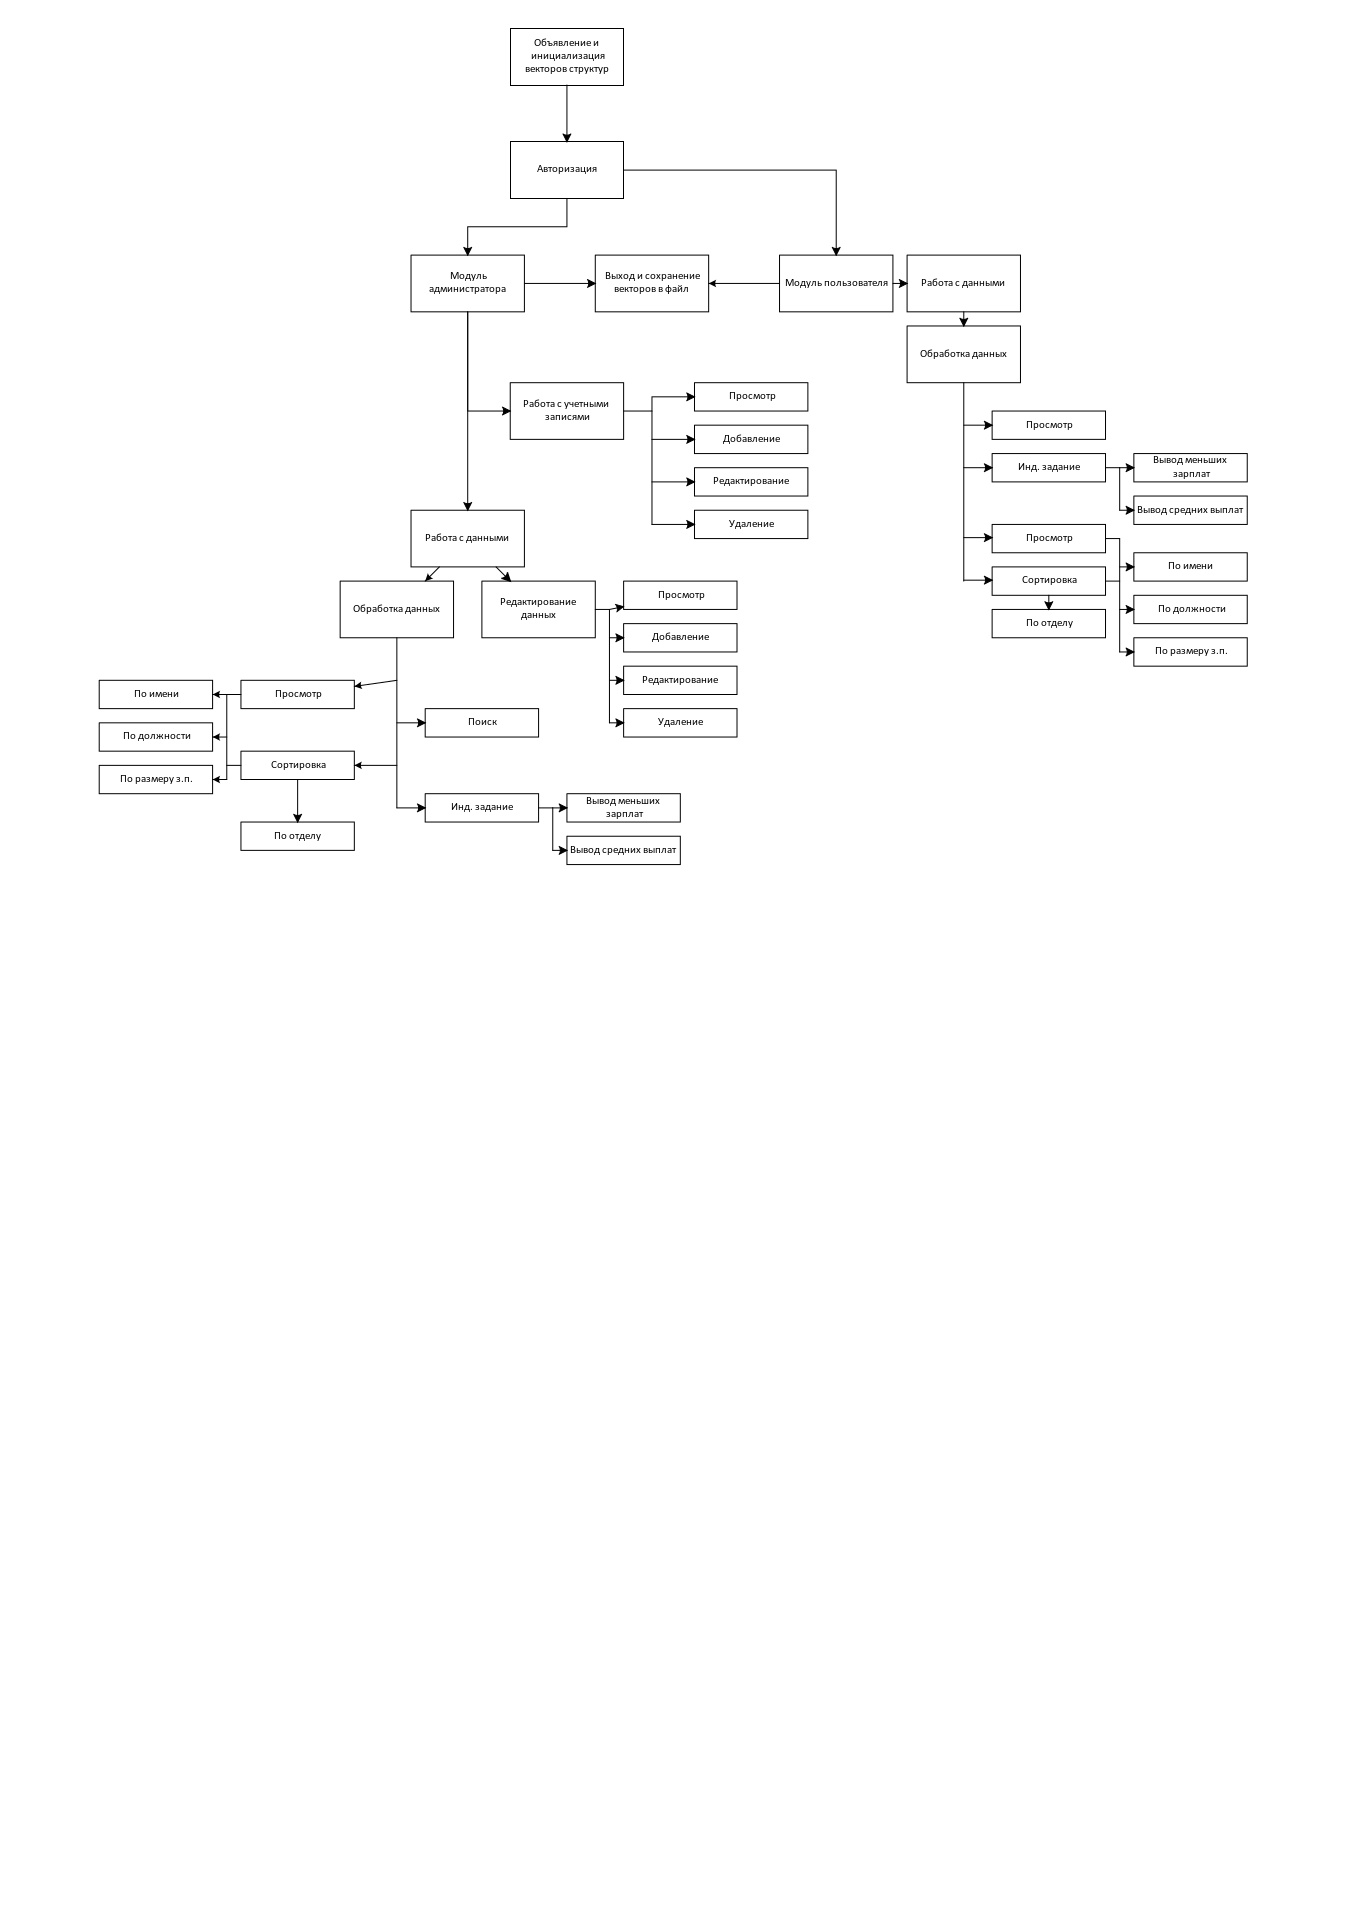 Объявление и
инициализация
векторов структур
Авторизация
Модуль
администратора
Выход и сохранение
векторов в файл
Модуль пользователя
Работа с данными
Обработка данных
Работа с учетными
записями
Просмотр
Добавление
Редактирование
Удаление
Просмотр
Инд. задание
Вывод меньших
зарплат
Вывод средних выплат
Просмотр
Сортировка
По отделу
По имени
По должности
По размеру з.п.
Работа с данными
Обработка данных
Редактирование
данных
Просмотр
Добавление
Редактирование
Удаление
По имени
По должности
По размеру з.п.
Просмотр
Сортировка
По отделу
Поиск
Инд. задание
Вывод меньших
зарплат
Вывод средних выплат